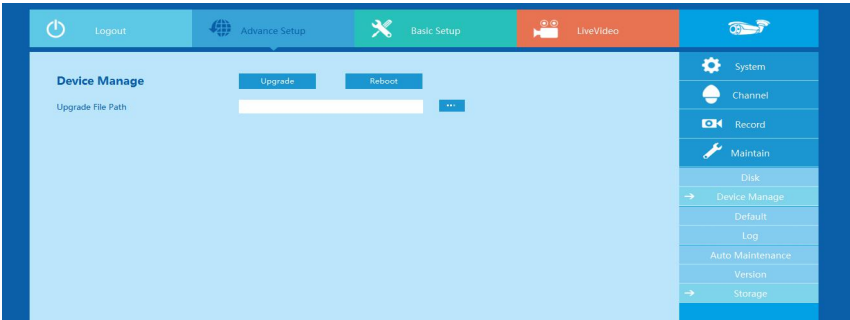 Logout
Advance Setup
Basic Setup
LiveVideo
Device Manage
Upgrade
Reboot
Upgrade File Path
...
System
Channel
Record
Maintain
Disk
Device Manage
Default
Log
Auto Maintenance
Version
Storage